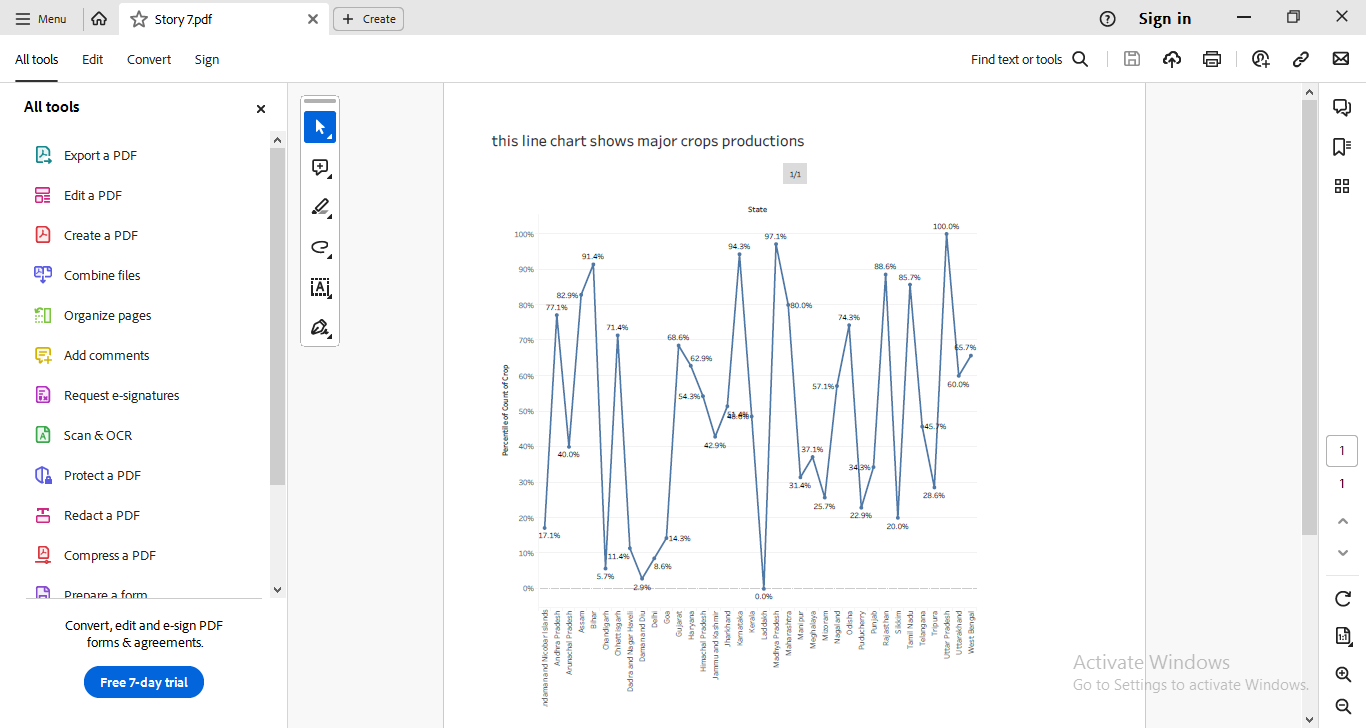 Menu
Story 7.pdf
Create
Sign in
All tools
Edit
Convert
Sign
Find text or tools
All tools
Export a PDF
Edit a PDF
Create a PDF
Combine files
Organize pages
Add comments
Request e-signatures
Scan & OCR
Protect a PDF
Redact a PDF
Compress a PDF
Prepare a form
Convert, edit and e-sign PDF
forms & agreements.
Free 7-day trial
this line chart shows major crops productions
1/1
State
Percentile of Count of Crop
100%
90%
80%
70%
60%
50%
40%
30%
20%
10%
0%
17.1%
77.1%
40.0%
82.9%
91.4%
5.7%
71.4%
11.4%
2.9%
8.6%
14.3%
68.6%
62.9%
54.3%
42.9%
51.4%
94.3%
48.6%
0.0%
97.1%
80.0%
31.4%
37.1%
25.7%
57.1%
74.3%
22.9%
34.3%
88.6%
20.0%
85.7%
45.7%
28.6%
100.0%
60.0%
65.7%
ndaman and Nicobar Islands
Andhra Pradesh
Arunachal Pradesh
Assam
Bihar
Chandigarh
Chhattisgarh
Dadra and Nagar Haveli
Daman and Diu
Delhi
Goa
Gujarat
Haryana
Himachal Pradesh
Jammu and Kashmir
Jharkhand
Karnataka
Kerala
Laddakh
Madhya Pradesh
Maharashtra
Manipur
Meghalaya
Mizoram
Nagaland
Odisha
Puducherry
Punjab
Rajasthan
Sikkim
Tamil Nadu
Telangana
Tripura
Uttar Pradesh
Uttarakhand
West Bengal
1
1
1:1
Activate Windows
Go to Settings to activate Windows.